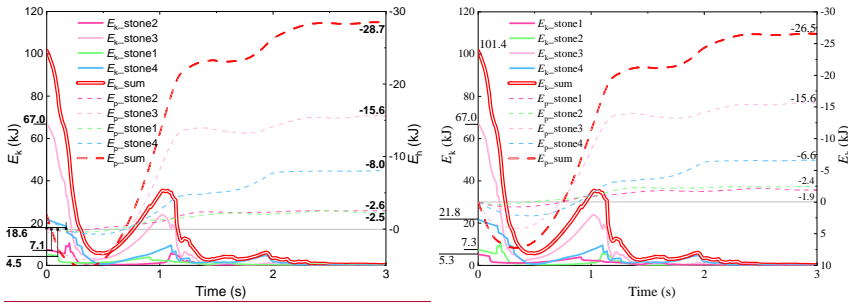 120
100
80
60
40
20
0
E_k (kJ)
67.0
18.6
7.1
4.5
E_k_stone2
E_k_stone3
E_k_stone1
E_k_stone4
E_k_sum
E_p_stone2
E_p_stone3
E_p_stone1
E_p_stone4
E_p_sum
-28.7
-15.6
-8.0
-2.6
-2.5
-30
-20
-10
-0
E_h (kJ)
0
1
2
3
Time (s)
120
100
80
60
40
20
0
E_k (kJ)
101.4
67.0
21.8
7.3
5.3
E_k_stone1
E_k_stone2
E_k_stone3
E_k_stone4
E_k_sum
E_p_stone1
E_p_stone2
E_p_stone3
E_p_stone4
E_p_sum
-26.5
-15.6
-6.6
-2.4
-1.9
-30
-25
-20
-15
-10
-5
0
5
10
E_k (kJ)
0
1
2
3
Time (s)